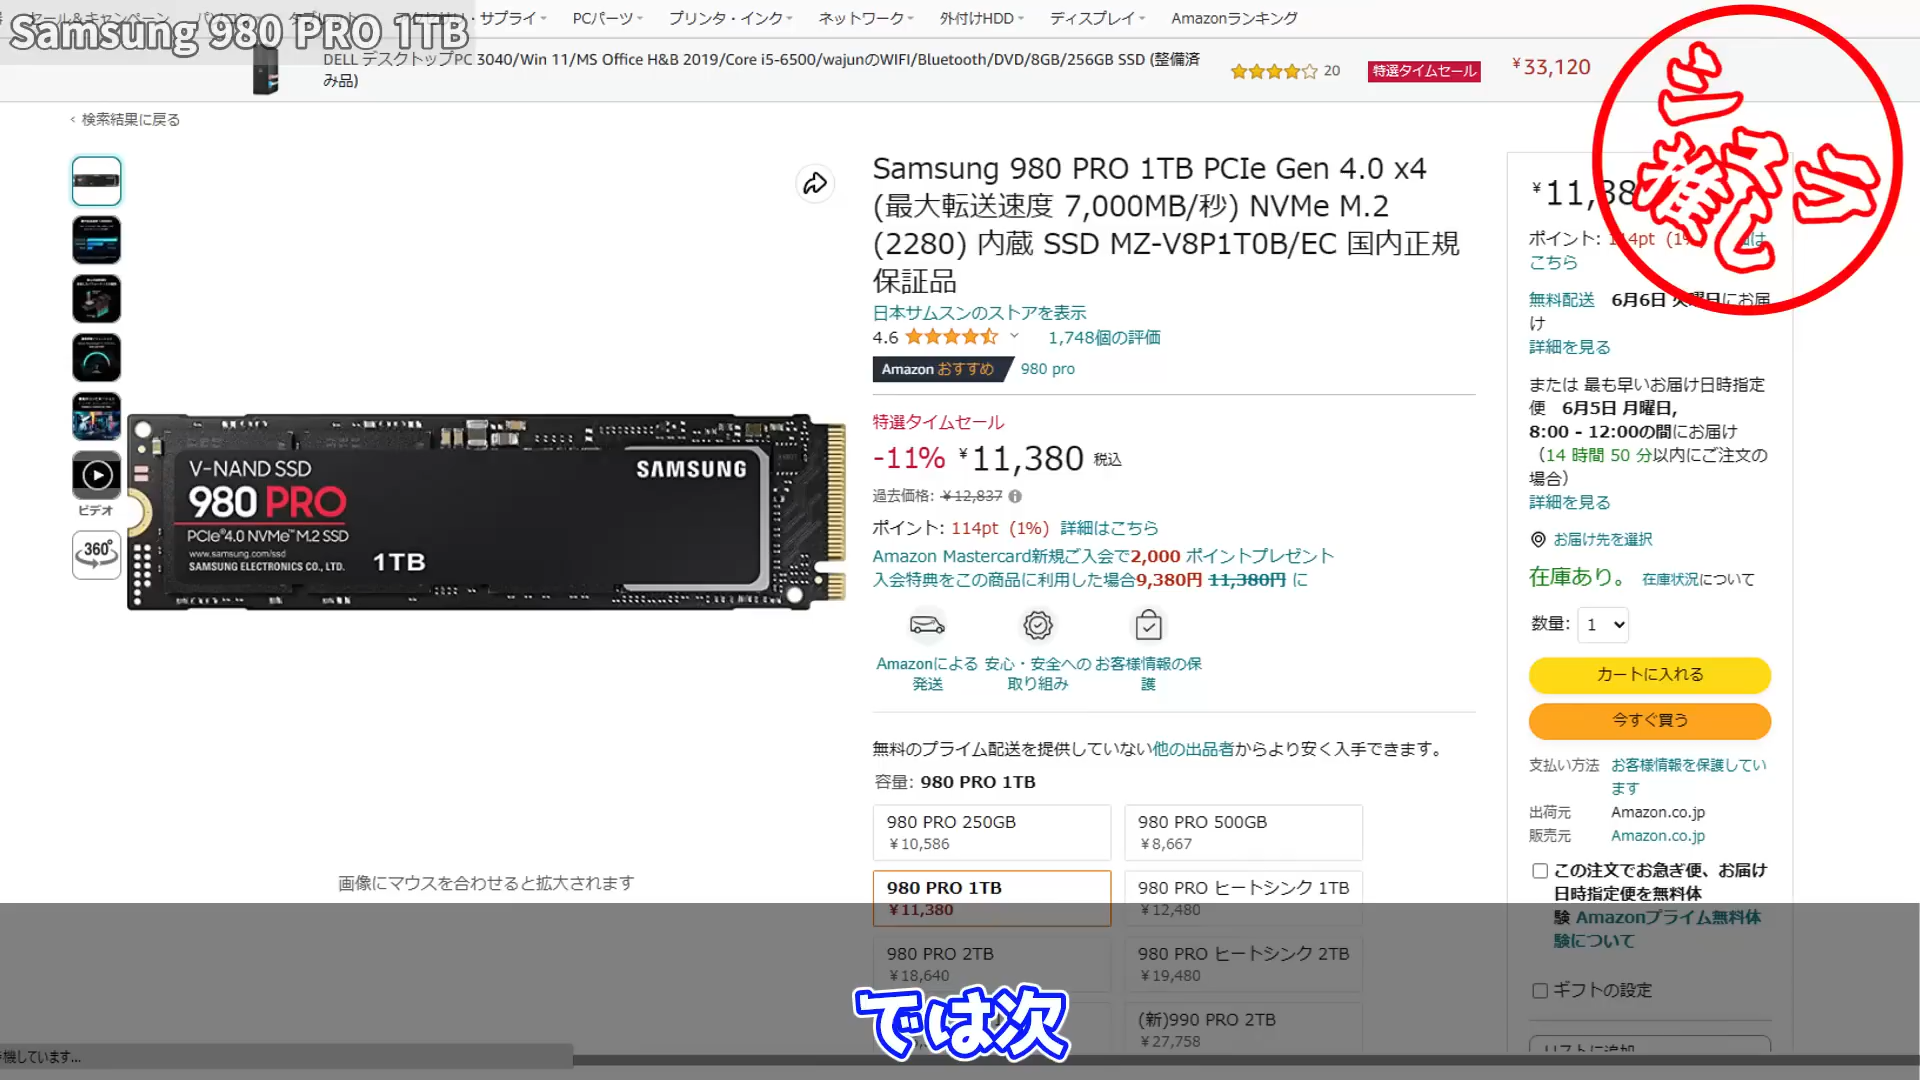 Samsung 980 PRO 1TB
サプライ
PCパーツ
プリンタ・インク
ネットワーク
外付けHDD
ディスプレイ
Amazonランキング
DELL デスクトップPC 3040/Win 11/MS Office H&B 2019/Core i5-6500/wajunのWIFI/Bluetooth/DVD/8GB/256GB SSD (整備済
み品)
20
特選タイムセール
¥33,120
‹ 検索結果に戻る
ビデオ
360°
V-NAND SSD
980 PRO
PCIe®4.0 NVMe™ M.2 SSD
www.samsung.com/ssd
SAMSUNG ELECTRONICS CO., LTD.
1TB
SAMSUNG
画像にマウスを合わせると拡大されます
Samsung 980 PRO 1TB PCIe Gen 4.0 x4
(最大転送速度 7,000MB/秒) NVMe M.2
(2280) 内蔵 SSD MZ-V8P1T0B/EC 国内正規
保証品
日本サムスンのストアを表示
4.6
1,748個の評価
Amazon おすすめ
980 pro
特選タイムセール
-11% ¥11,380 税込
過去価格: ¥12,837
ポイント: 114pt (1%) 詳細はこちら
Amazon Mastercard新規ご入会で2,000 ポイントプレゼント
入会特典をこの商品に利用した場合9,380円 11,380円 に
Amazonによる
発送
安心・安全への
取り組み
お客様情報の保
護
無料のプライム配送を提供していない他の出品者からより安く入手できます。
容量: 980 PRO 1TB
980 PRO 250GB
¥10,586
980 PRO 500GB
¥8,667
980 PRO 1TB
¥11,380
980 PRO ヒートシンク 1TB
¥12,480
980 PRO 2TB
¥18,640
980 PRO ヒートシンク 2TB
¥19,480
(新)990 PRO 2TB
¥27,758
¥11,38
ポイント: 114pt (1%
こちら
無料配送 6月6日 火曜日にお届
け
詳細を見る
または 最も早いお届け日時指定
便 6月5日 月曜日,
8:00 - 12:00の間にお届け
(14 時間 50 分以内にご注文の
場合)
詳細を見る
お届け先を選択
在庫あり。 在庫状況について
数量: 1
カートに入れる
今すぐ買う
支払い方法 お客様情報を保護してい
ます
出荷元 Amazon.co.jp
販売元 Amazon.co.jp
この注文でお急ぎ便、お届け
日時指定便を無料体
験 Amazonプライム無料体
験について
ギフトの設定
リストに追加
では次
機しています...